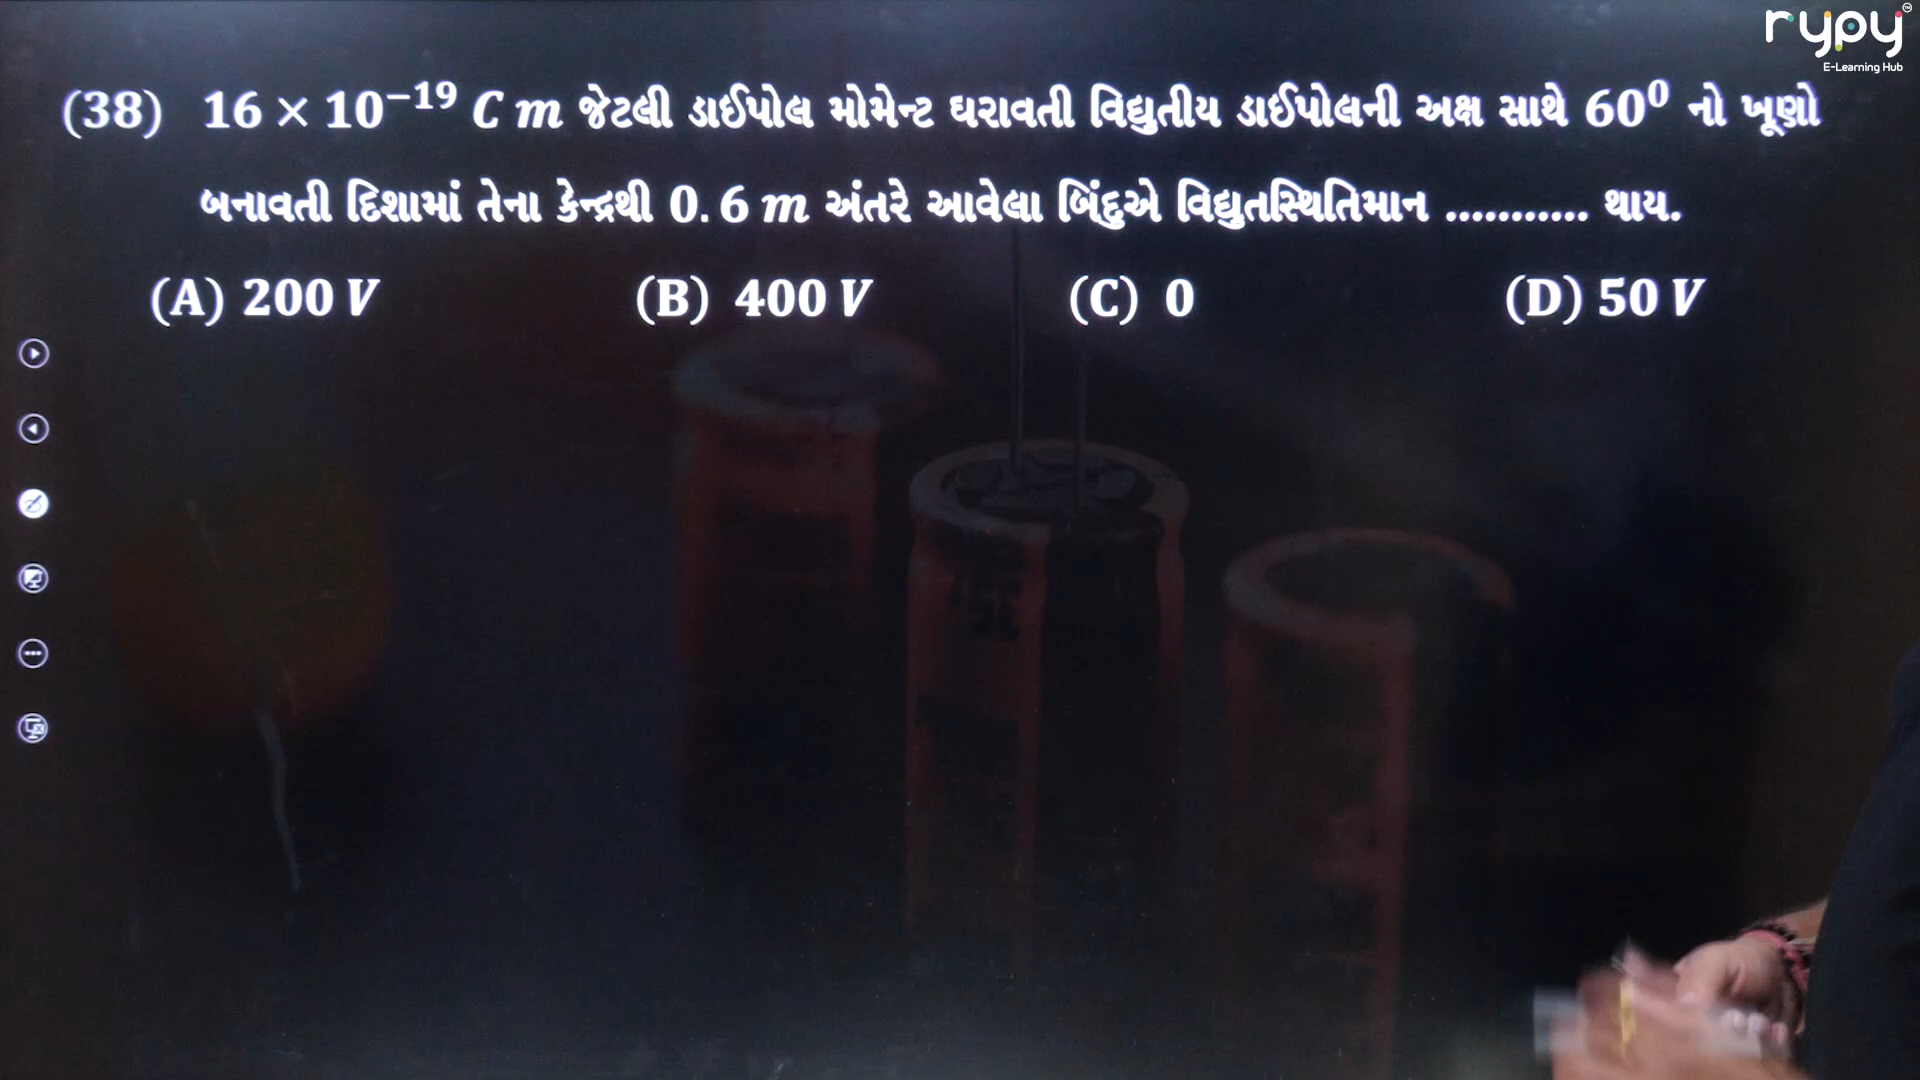 rypy™
E-Learning Hub
(38) 16 × 10⁻¹⁹ C m જેટલી ડાઈપોલ મોમેન્ટ ધરાવતી વિદ્યુતીય ડાઈપોલની અક્ષ સાથે 60⁰ નો ખૂણો
બનાવતી દિશામાં તેના કેન્દ્રથી 0.6 m અંતરે આવેલા બિંદુએ વિદ્યુતસ્થિતિમાન ........... થાય.
(A) 200 V (B) 400 V (C) 0 (D) 50 V